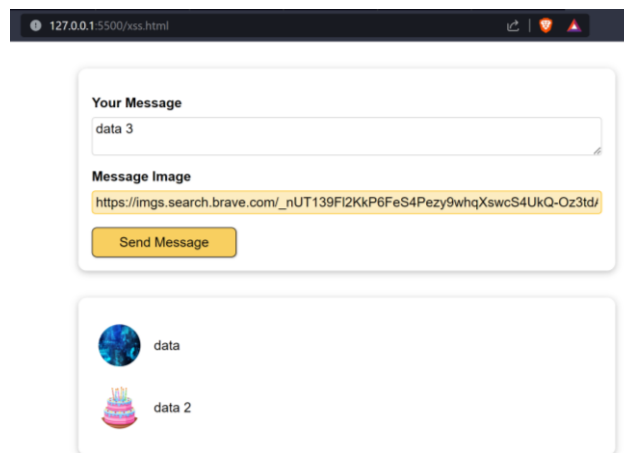 127.0.0.1:5500/xss.html
Your Message
data 3
Message Image
https://imgs.search.brave.com/_nUT139Fl2KkP6FeS4Pezy9whqXswcS4UkQ-Oz3td/
Send Message
data
data 2